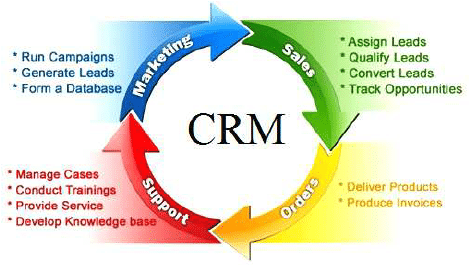 Marketing
* Run Campaigns
* Generate Leads
* Form a Database
Sales
* Assign Leads
* Qualify Leads
* Convert Leads
* Track Opportunities
CRM
Support
* Manage Cases
* Conduct Trainings
* Provide Service
* Develop Knowledge base
Orders
* Deliver Products
* Produce Invoices